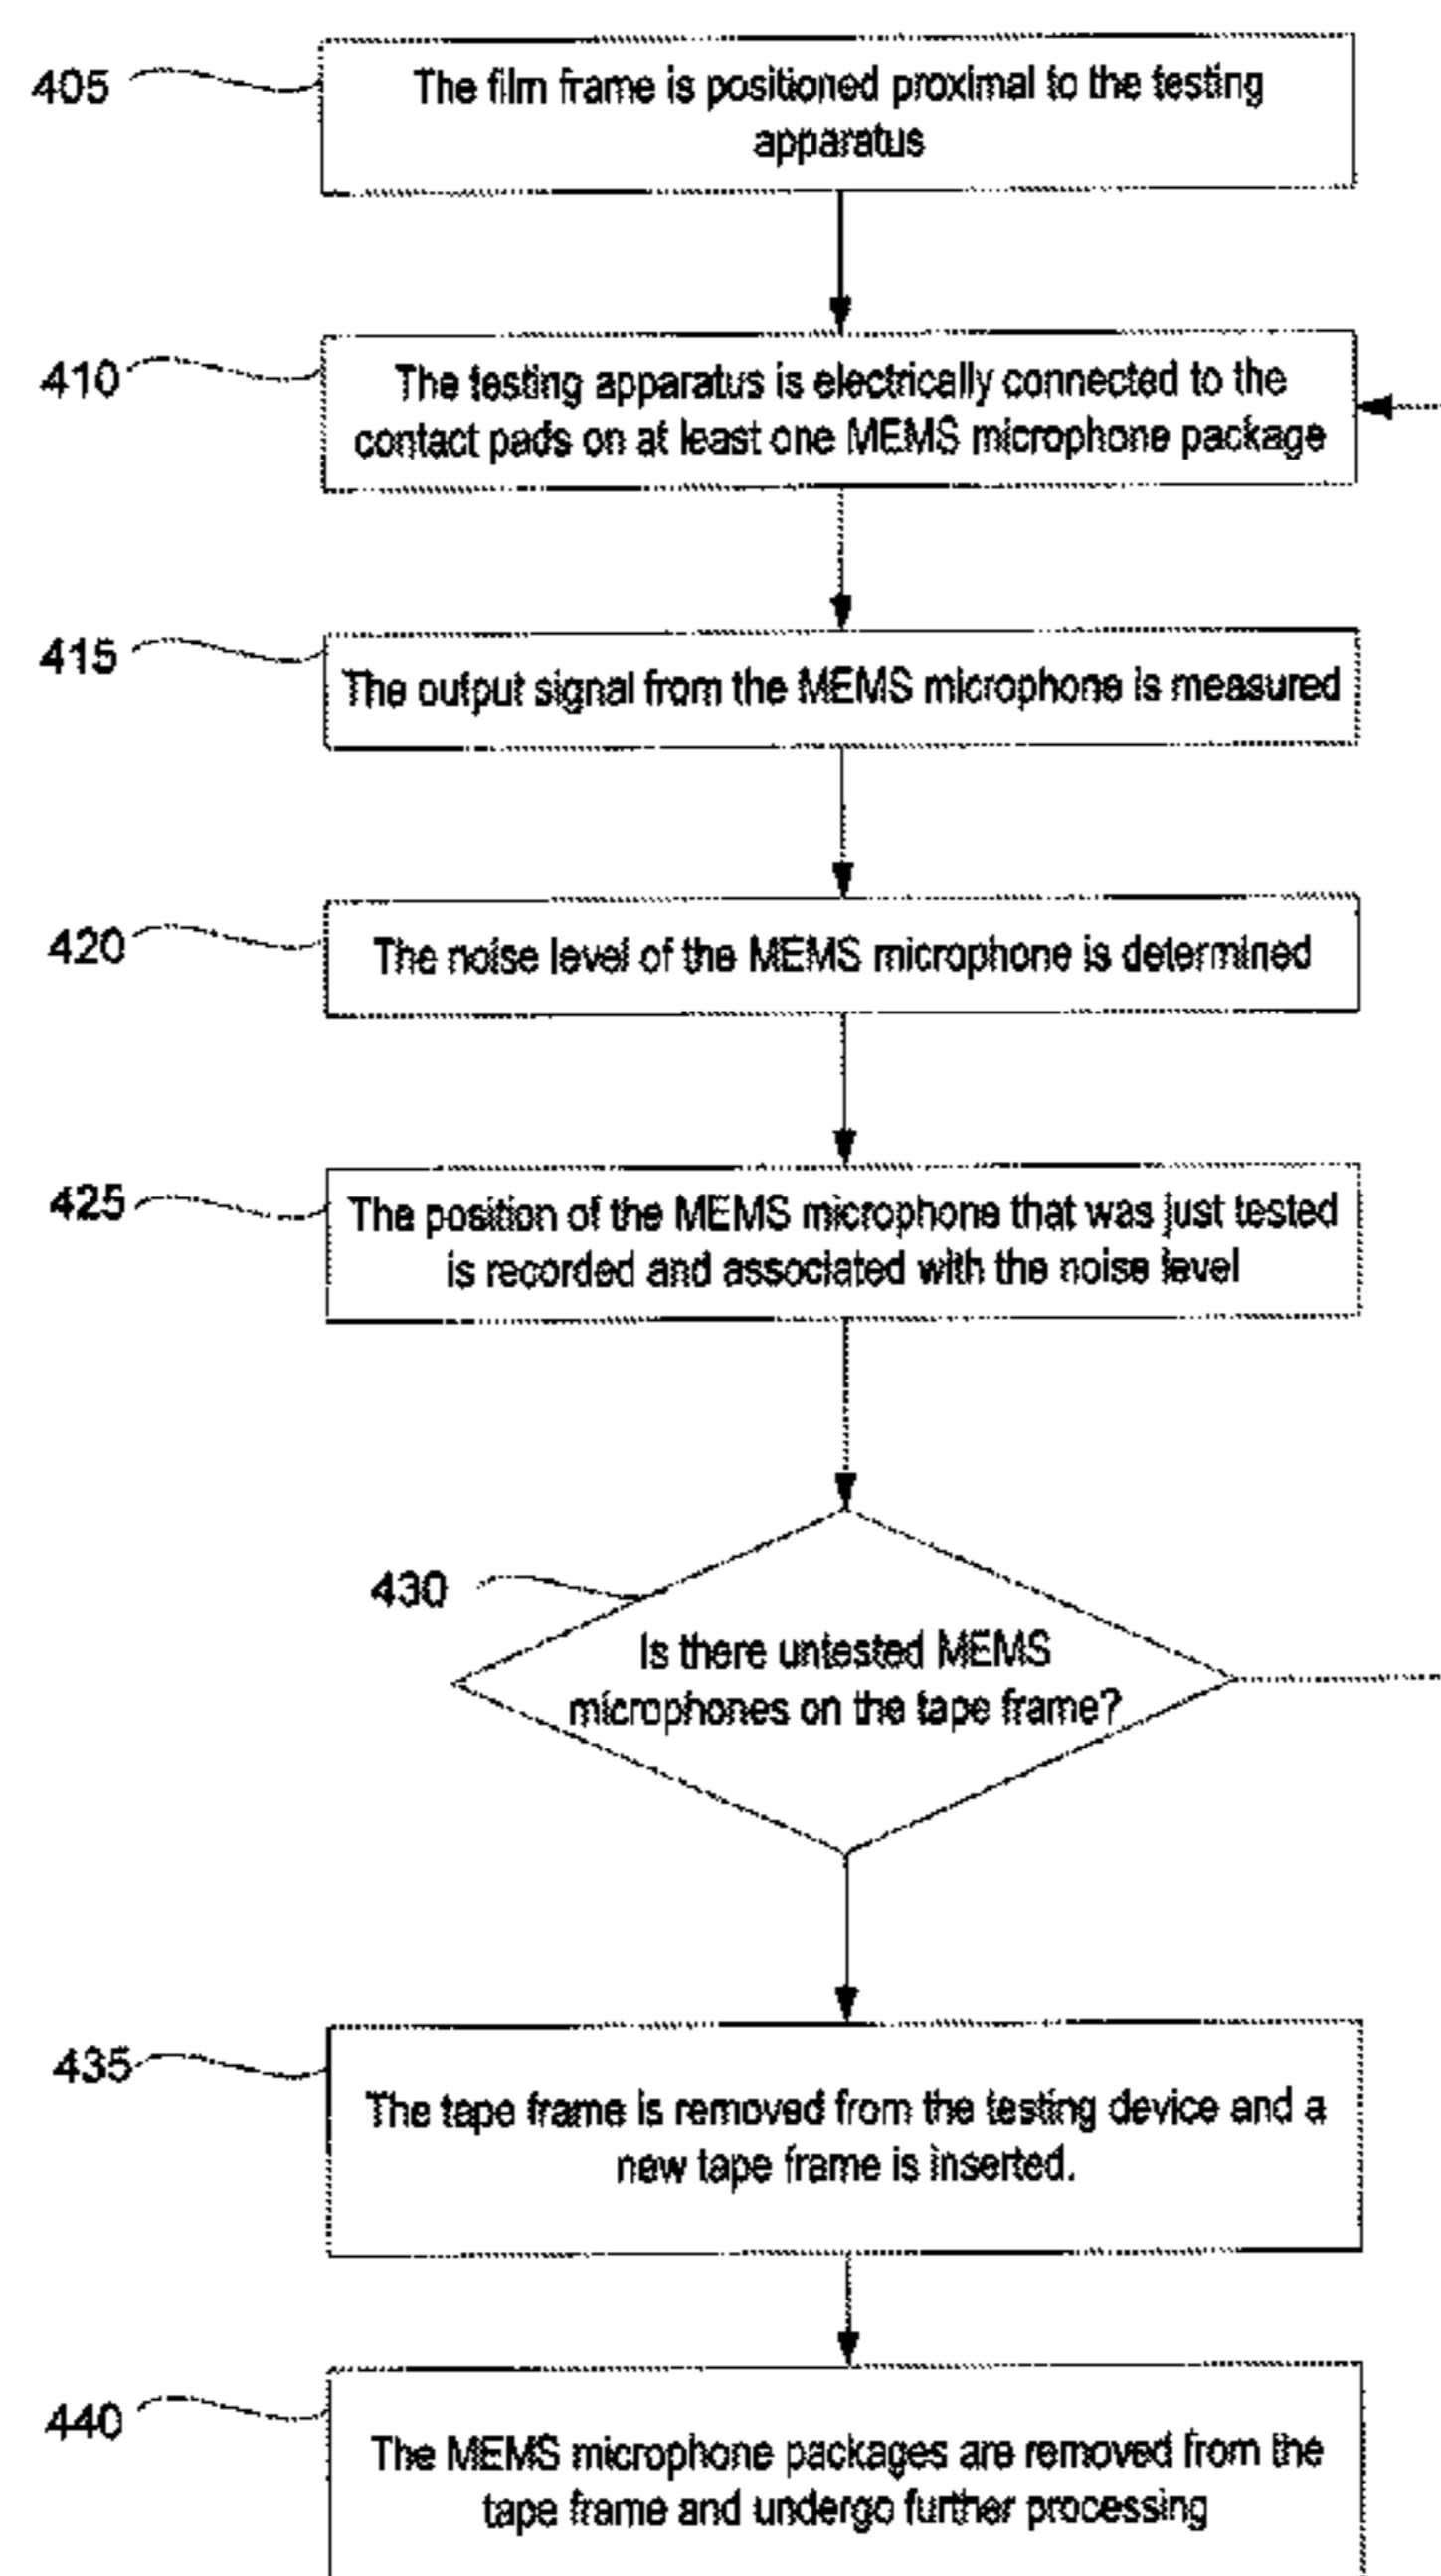 405
The film frame is positioned proximal to the testing
apparatus
410
The testing apparatus is electrically connected to the
contact pads on at least one MEMS microphone package
415
The output signal from the MEMS microphone is measured
420
The noise level of the MEMS microphone is determined
425
The position of the MEMS microphone that was just tested
is recorded and associated with the noise level
430
Is there untested MEMS
microphones on the tape frame?
435
The tape frame is removed from the testing device and a
new tape frame is inserted.
440
The MEMS microphone packages are removed from the
tape frame and undergo further processing